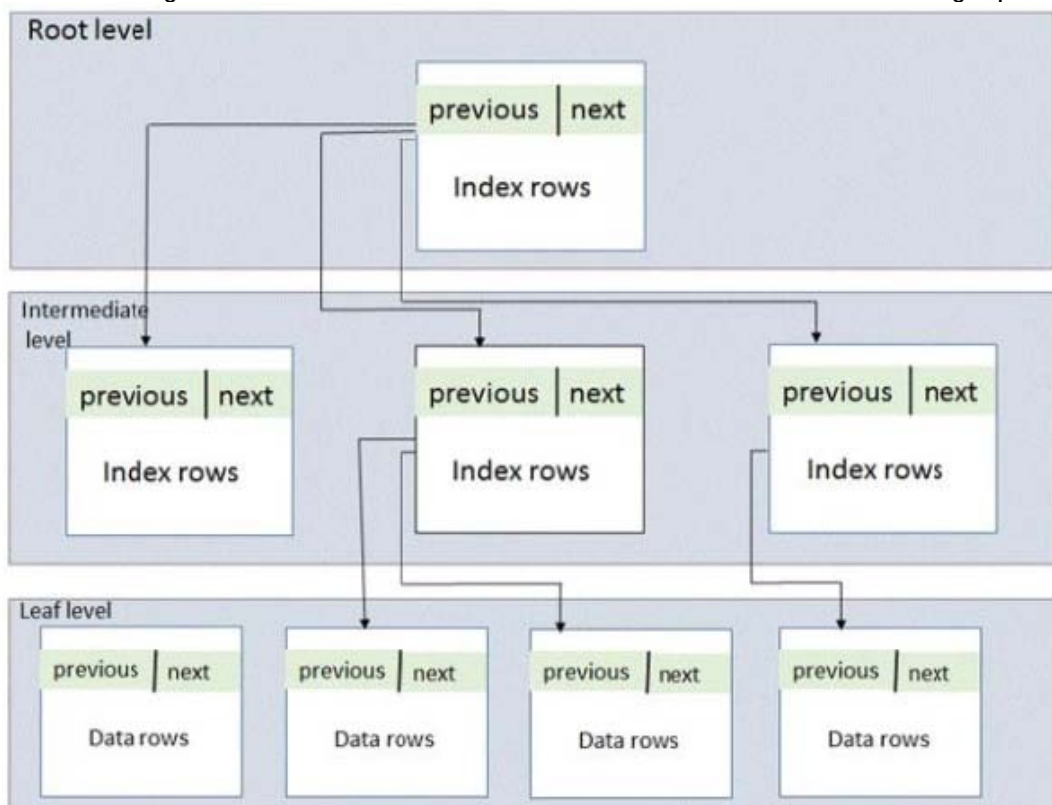 Root level
previous | next
Index rows
Intermediate
level
previous | next
Index rows
previous | next
Index rows
previous | next
Index rows
Leaf level
previous | next
Data rows
previous | next
Data rows
previous | next
Data rows
previous | next
Data rows